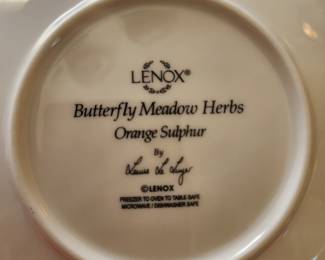 LENOX®
Butterfly Meadow Herbs
Orange Sulphur
By
©LENOX
FREEZER TO OVEN TO TABLE SAFE
MICROWAVE / DISHWASHER SAFE